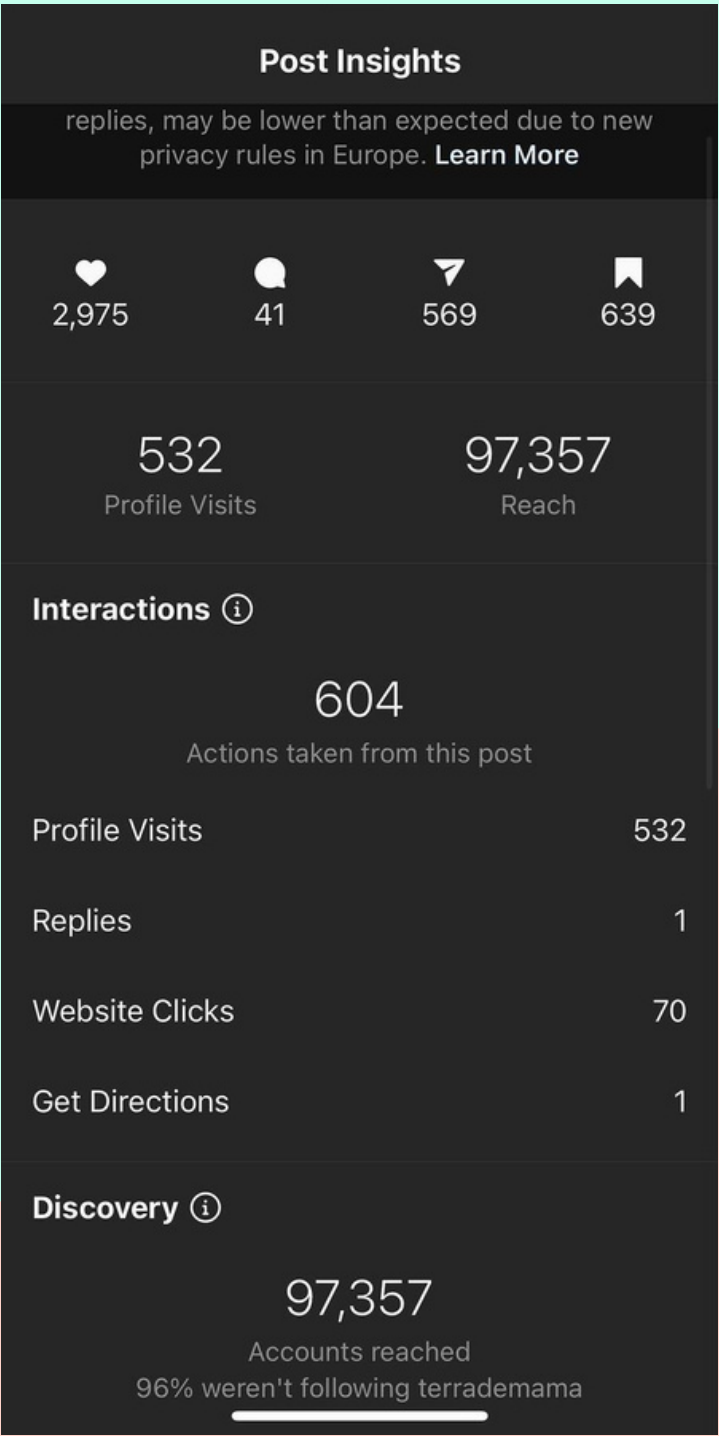 Post Insights
replies, may be lower than expected due to new
privacy rules in Europe. Learn More
2,975 41 569 639
532 97,357
Profile Visits Reach
Interactions
604
Actions taken from this post
Profile Visits 532
Replies 1
Website Clicks 70
Get Directions 1
Discovery
97,357
Accounts reached
96% weren't following terrademama